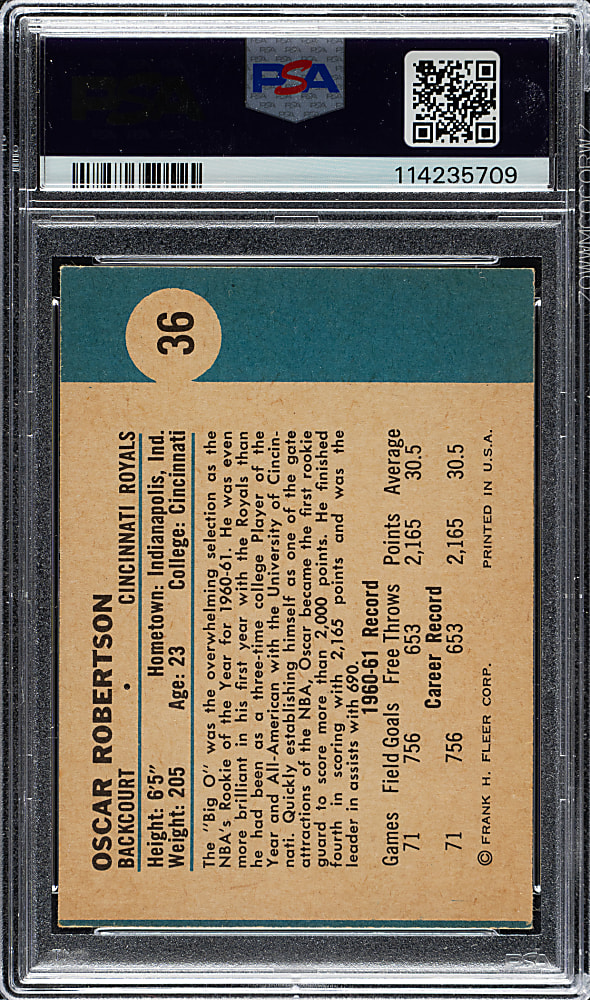 PSA
114235709
36
OSCAR ROBERTSON
BACKCOURT • CINCINNATI ROYALS
Height: 6'5" Hometown: Indianapolis, Ind.
Weight: 205 Age: 23 College: Cincinnati
The "Big O" was the overwhelming selection as the
NBA's Rookie of the Year for 1960-61. He was even
more brilliant in his first year with the Royals than
he had been as a three-time college Player of the
Year and All-American with the University of Cincin-
nati. Quickly establishing himself as one of the gate
attractions of the NBA, Oscar became the first rookie
guard to score more than 2,000 points. He finished
fourth in scoring with 2,165 points and was the
leader in assists with 690.
1960-61 Record
Games Field Goals Free Throws Points Average
71 756 653 2,165 30.5
Career Record
71 756 653 2,165 30.5
© FRANK H. FLEER CORP. PRINTED IN U.S.A.